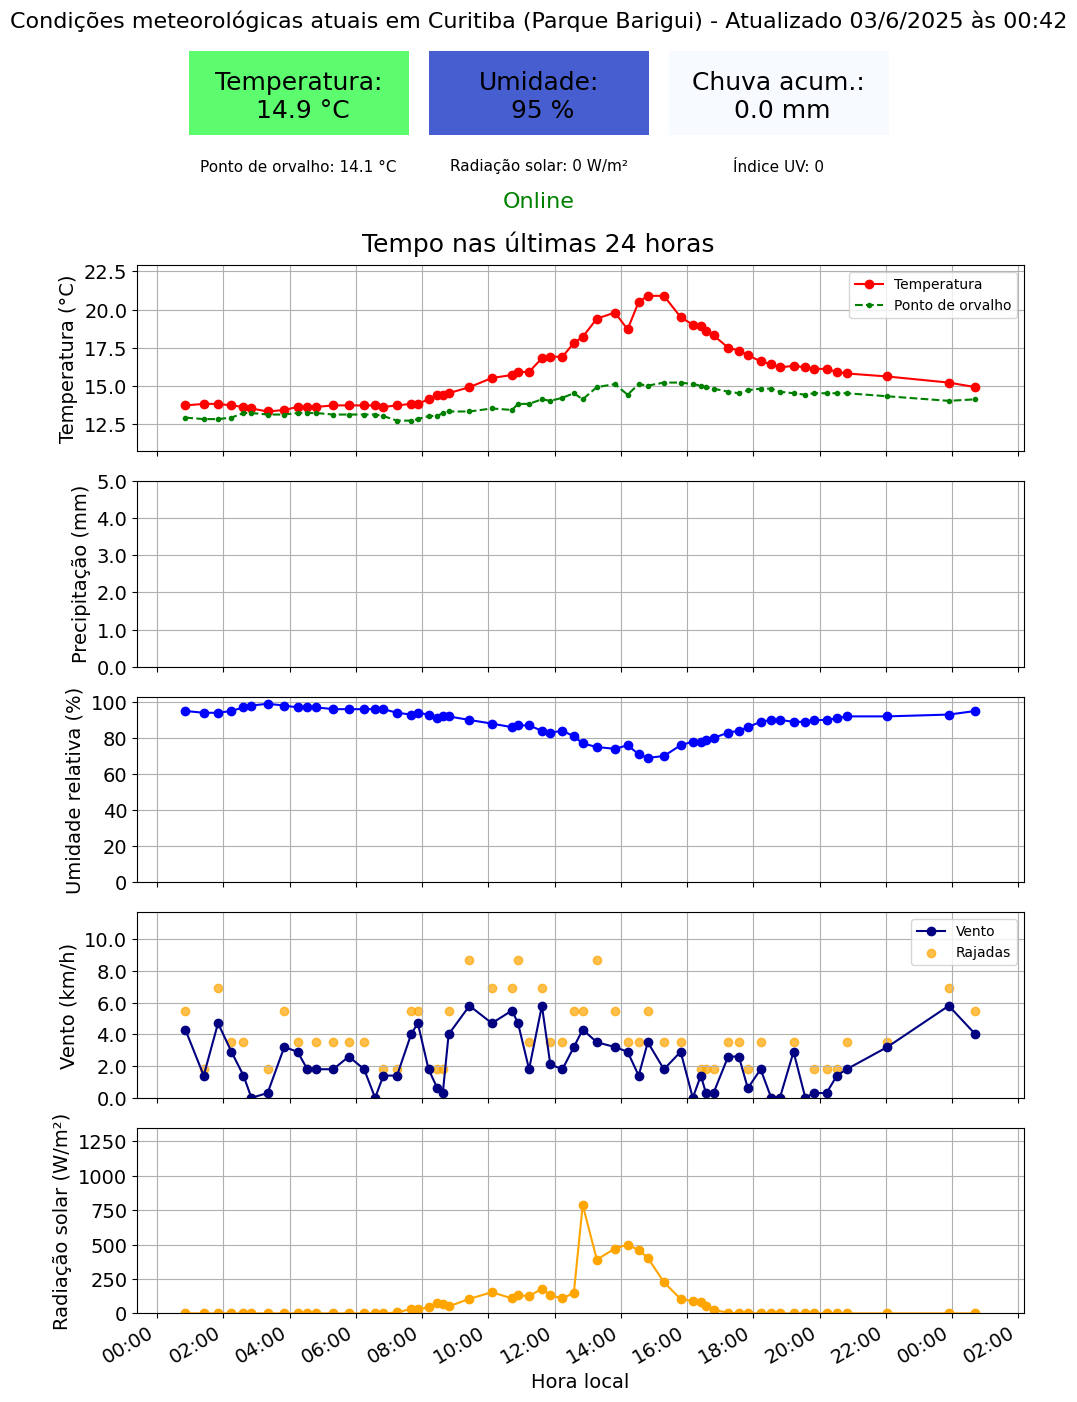 Condições meteorológicas atuais em Curitiba (Parque Barigui) - Atualizado 03/6/2025 às 00:42
Temperatura:
14.9 °C
Umidade:
95 %
Chuva acum.:
0.0 mm
Ponto de orvalho: 14.1 °C
Radiação solar: 0 W/m²
Índice UV: 0
Online
Tempo nas últimas 24 horas
Temperatura (°C)
22.5
20.0
17.5
15.0
12.5
Temperatura
Ponto de orvalho
Precipitação (mm)
5.0
4.0
3.0
2.0
1.0
0.0
Umidade relativa (%)
100
80
60
40
20
0
Vento (km/h)
10.0
8.0
6.0
4.0
2.0
0.0
Vento
Rajadas
Radiação solar (W/m²)
1250
1000
750
500
250
0
00:00
02:00
04:00
06:00
08:00
10:00
12:00
14:00
16:00
18:00
20:00
22:00
00:00
02:00
Hora local